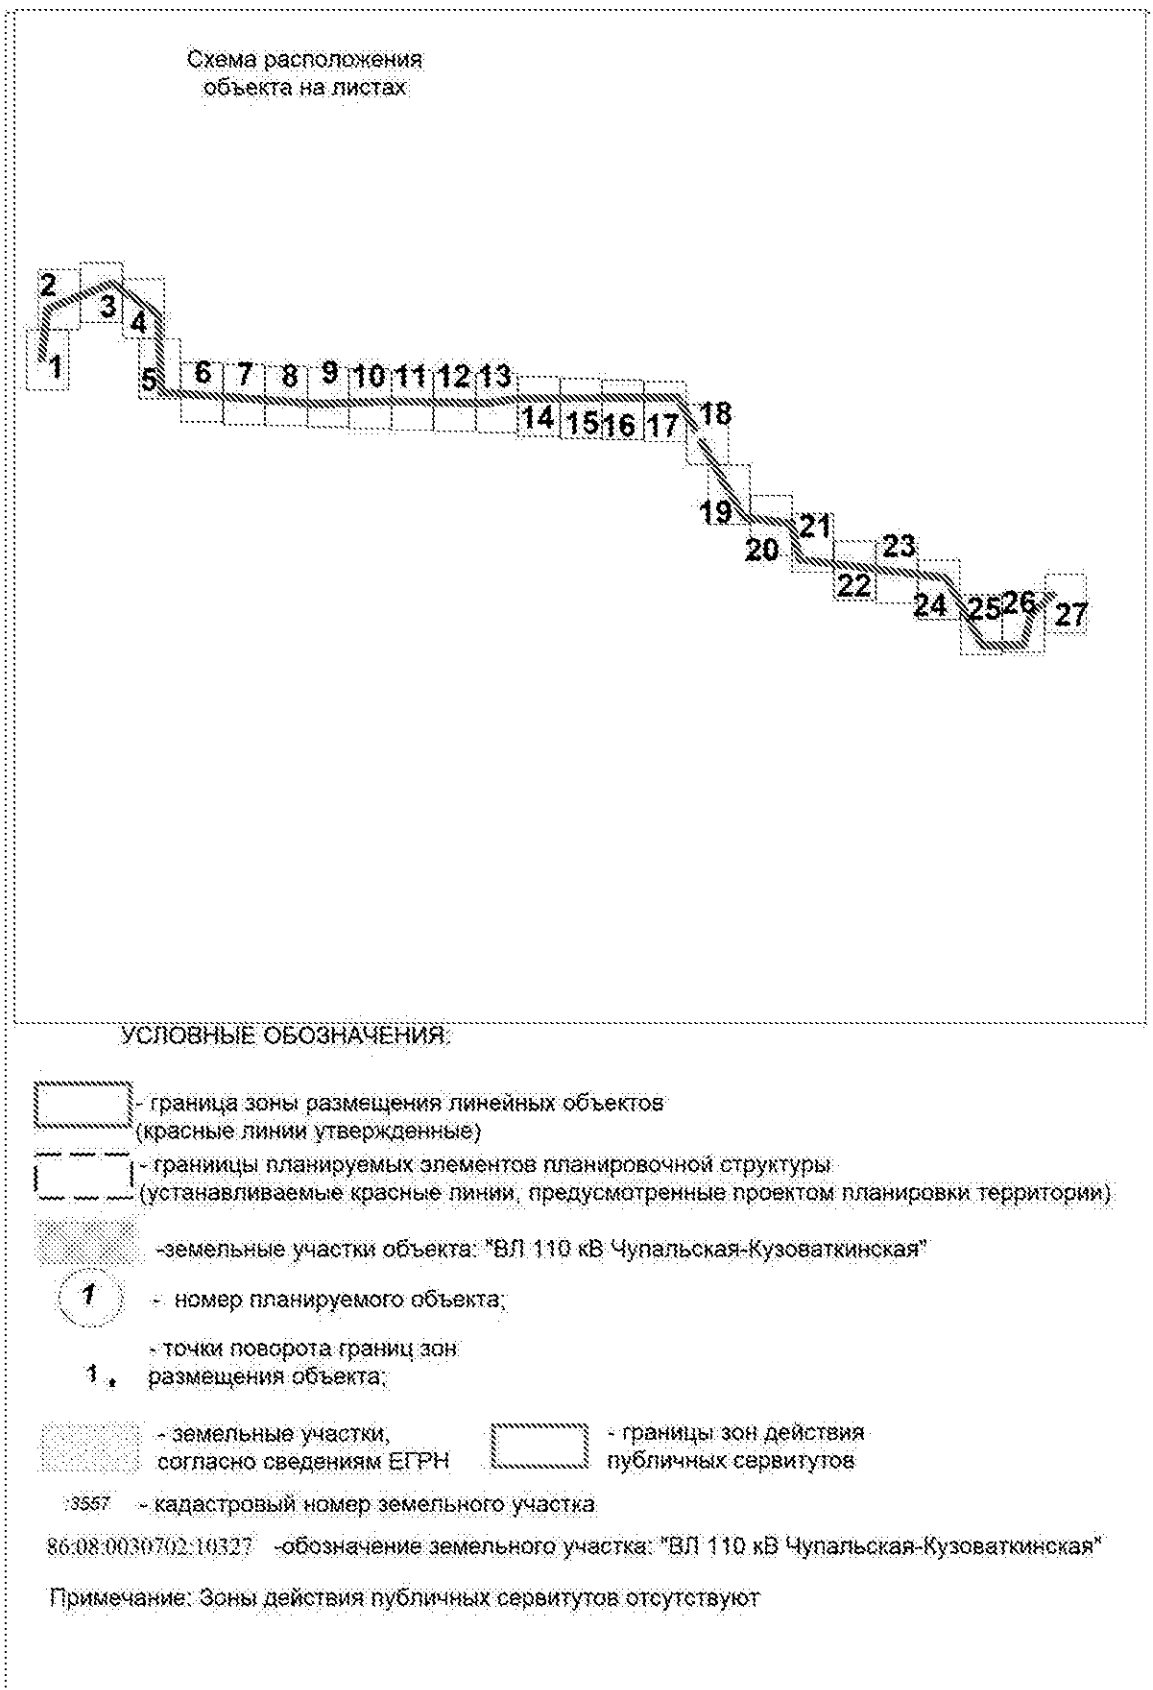 Схема расположения
объекта на листах
2
3
4
1
5
6
7
8
9
10
11
12
13
14
15
16
17
18
19
20
21
22
23
24
25
26
27
УСЛОВНЫЕ ОБОЗНАЧЕНИЯ:
- граница зоны размещения линейных объектов
(красные линии утвержденные)
- граниицы планируемых элементов планировочной структуры
(устанавливаемые красные линии, предусмотренные проектом планировки территории)
-земельные участки объекта: "ВЛ 110 кВ Чупальская-Кузоваткинская"
1 - номер планируемого объекта;
- точки поворота границ зон
1. размещения объекта;
- земельные участки,
согласно сведениям ЕГРН
- границы зон действия
публичных сервитутов
:3557 - кадастровый номер земельного участка
86:08:0030702:10327 -обозначение земельного участка: "ВЛ 110 кВ Чупальская-Кузоваткинская"
Примечание: Зоны действия публичных сервитутов отсутствуют